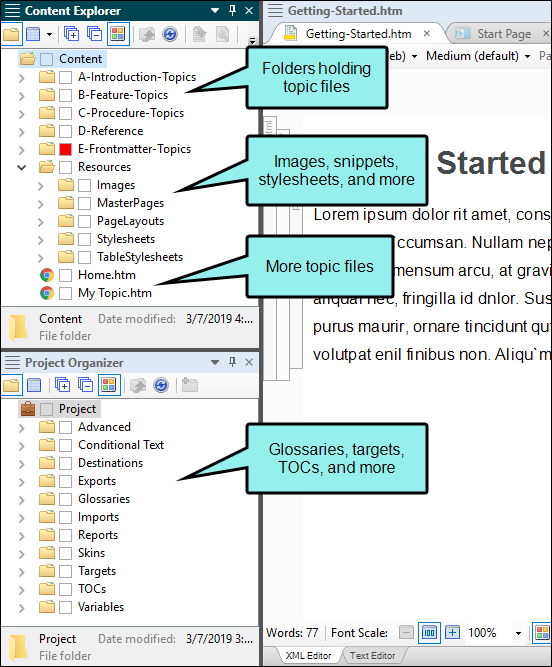 Content Explorer
Content
A-Introduction-Topics
B-Feature-Topics
C-Procedure-Topics
D-Reference
E-Frontmatter-Topics
Resources
Images
MasterPages
PageLayouts
Stylesheets
TableStylesheets
Home.htm
My Topic.htm
Content Date modified: 3/7/2019 4:...
File folder
Project Organizer
Project
Advanced
Conditional Text
Destinations
Exports
Glossaries
Imports
Reports
Skins
Targets
TOCs
Variables
Project Date modified: 3/7/2019 3:...
File folder
Folders holding
topic files
Images, snippets,
stylesheets, and more
More topic files
Glossaries, targets,
TOCs, and more
Getting-Started.htm
Getting-Started.htm
Start Page
eb) Medium (default)
Started
Lorem ipsum dolor rit amet, cons
ccumsan. Nullam nep
mensum arcu, at gravi
aliquai nec, fringilla id dnlor. Sus
purus maurir, ornare tincidunt qu
volutpat enil finibus non. Aliqu`m
Words: 77 Font Scale: 100%
XML Editor Text Editor